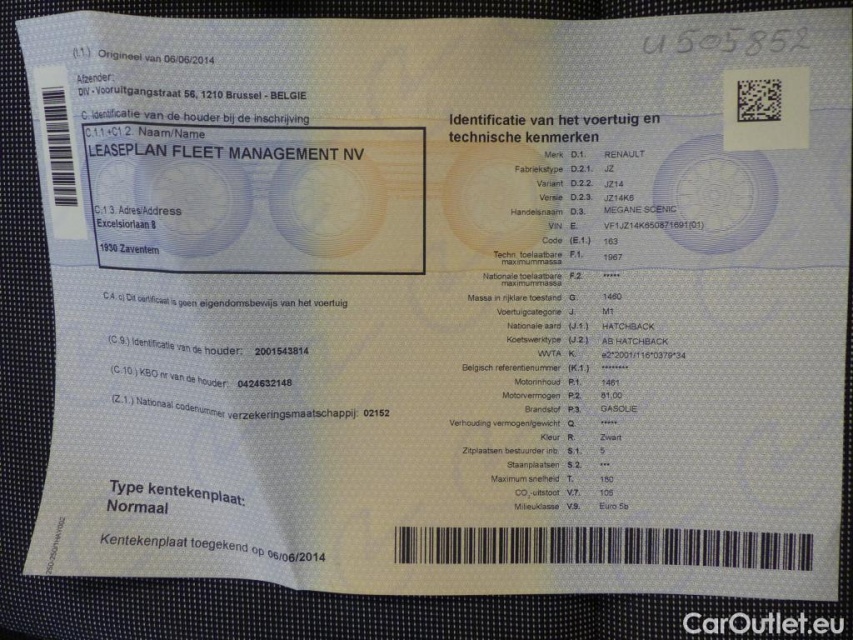 U505852
(I.1.) Origineel van 06/06/2014
Afzender:
DIV - Vooruitgangstraat 56, 1210 Brussel - BELGIE
C. Identificatie van de houder bij de inschrijving
C.1.1.+C1.2. Naam/Name
LEASEPLAN FLEET MANAGEMENT NV
C.1.3. Adres/Address
Excelsiorlaan 8
1930 Zaventem
C.4.c) Dit certificaat is geen eigendomsbewijs van het voertuig
(C.9.) Identificatie van de houder: 2001543814
(C.10.) KBO nr van de houder: 0424632148
(Z.1.) Nationaal codenummer verzekeringsmaatschappij: 02152
Type kentekenplaat:
Normaal
Kentekenplaat toegekend op 06/06/2014
Identificatie van het voertuig en
technische kenmerken
Merk D.1. RENAULT
Fabriekstype D.2.1. JZ
Variant D.2.2. JZ14
Versie D.2.3. JZ14K6
Handelsnaam D.3. MEGANE SCENIC
VIN E. VF1JZ14K650871691(01)
Code (E.1.) 163
Techn. toelaatbare
maximummassa F.1. 1967
Nationale toelaatbare
maximummassa F.2. *****
Massa in rijklare toestand G. 1460
Voertuigcategorie J. M1
Nationale aard (J.1.) HATCHBACK
Koetswerktype (J.2.) AB HATCHBACK
WVTA K. e2*2001/116*0379*34
Belgisch referentienummer (K.1.) ********
Motorinhoud P.1. 1461
Motorvermogen P.2. 81,00
Brandstof P.3. GASOLIE
Verhouding vermogen/gewicht Q. *****
Kleur R. Zwart
Zitplaatsen bestuurder inb. S.1. 5
Staanplaatsen S.2. ***
Maximum snelheid T. 180
CO₂-uitstoot V.7. 105
Milieuklasse V.9. Euro 5b
CarOutlet.eu